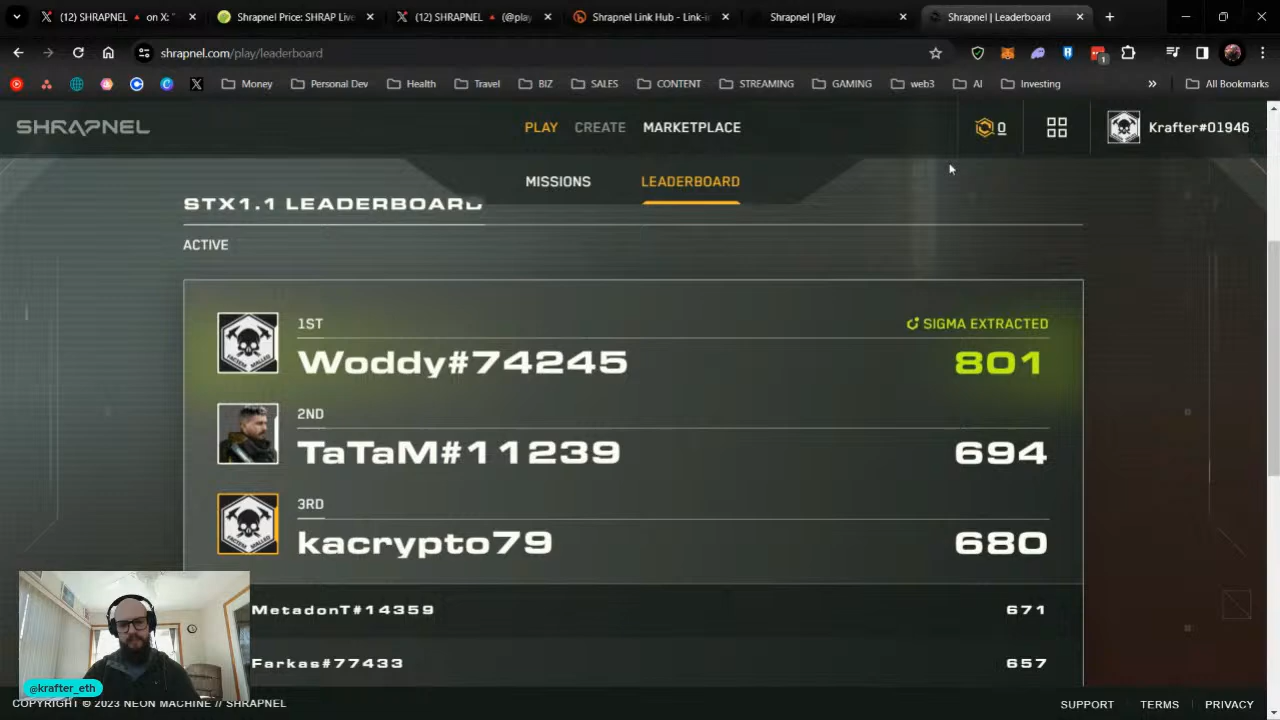 (12) SHRAPNEL 🔺 on X: "
Shrapnel Price: SHRAP Live
(12) SHRAPNEL 🔺 (@play
Shrapnel Link Hub - Link-in
Shrapnel | Play
Shrapnel | Leaderboard
shrapnel.com/play/leaderboard
1
Money
Personal Dev
Health
Travel
BIZ
SALES
CONTENT
STREAMING
GAMING
web3
AI
Investing
All Bookmarks
SHRAPNEL
PLAY
CREATE
MARKETPLACE
0
Krafter#01946
MISSIONS
LEADERBOARD
STX1.1 LEADERBOARD
ACTIVE
1ST
SIGMA EXTRACTED
Woddy#74245
801
2ND
TaTaM#11239
694
3RD
kacrypto79
680
MetadonT#14359
671
Farkas#77433
657
@krafter_eth
COPYRIGHT © 2023 NEON MACHINE // SHRAPNEL
SUPPORT
TERMS
PRIVACY